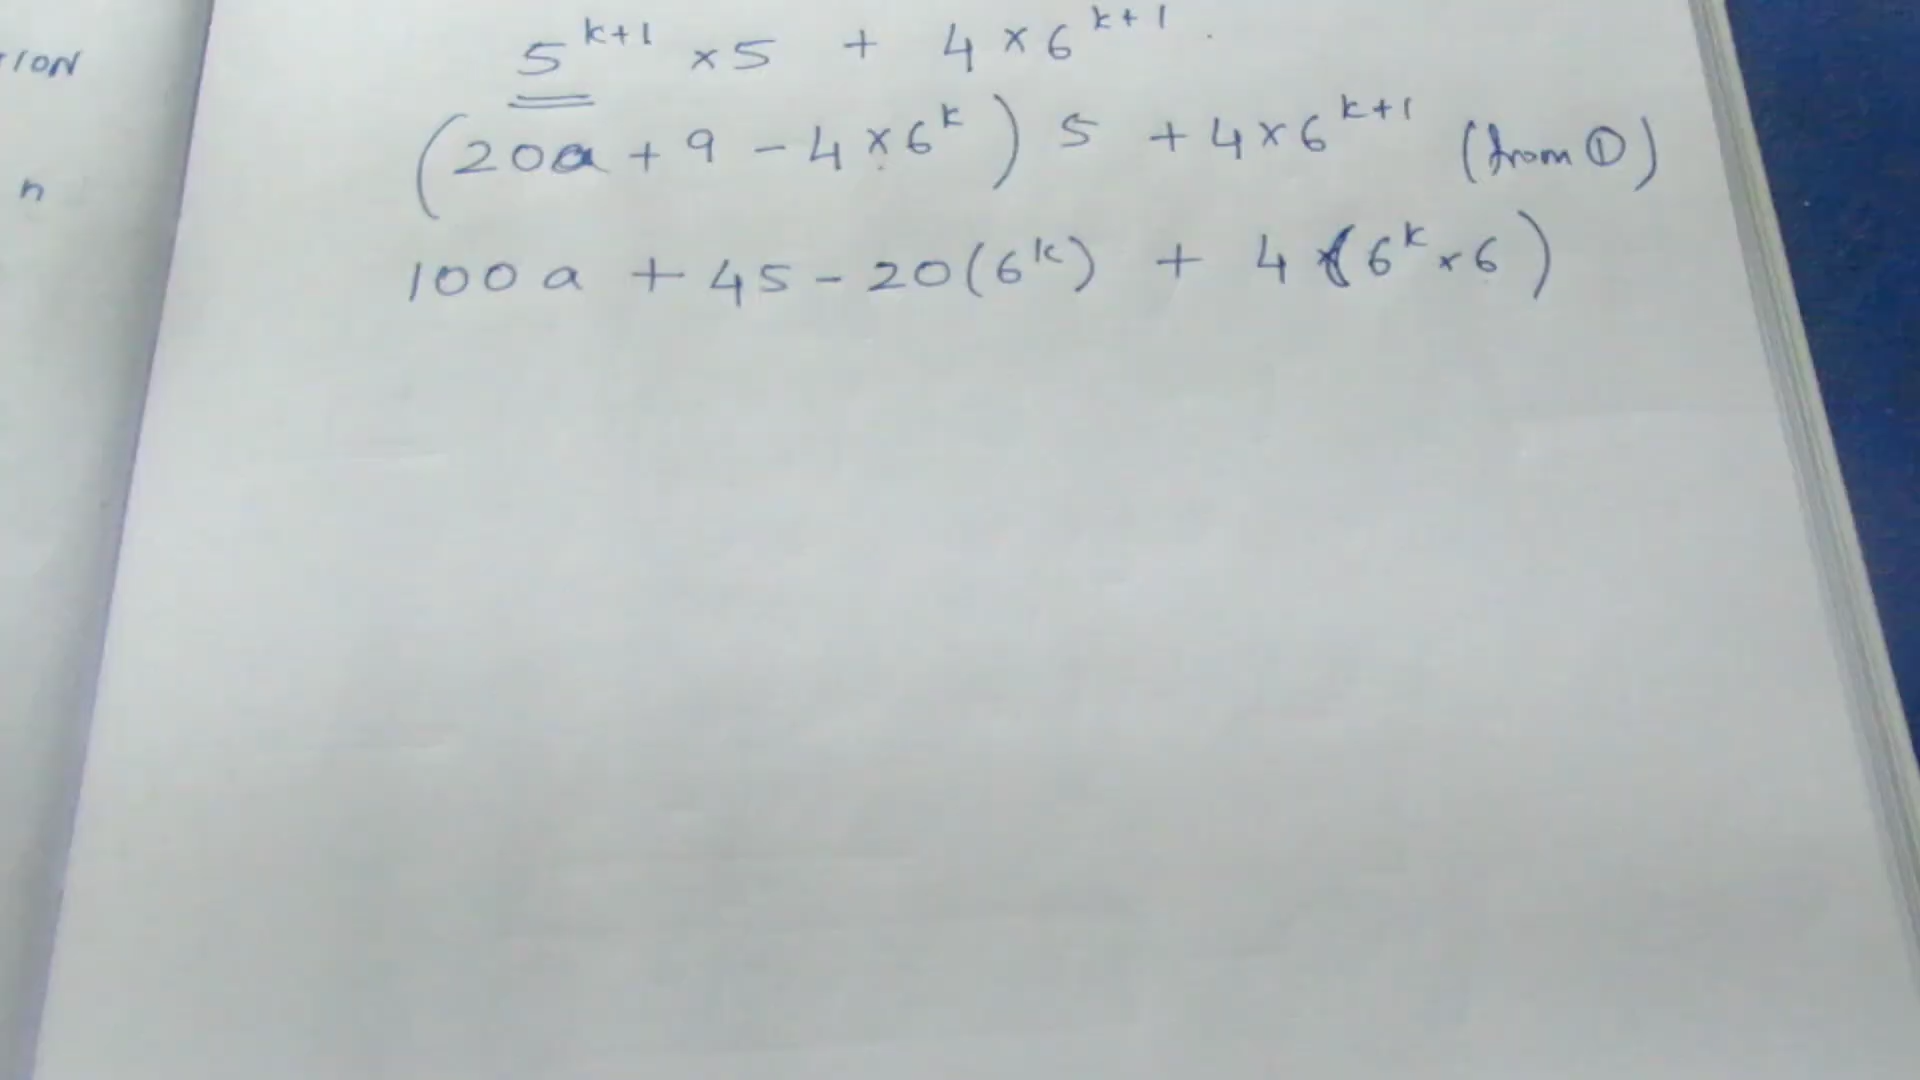 TION
n
5^{k+1} × 5 + 4 × 6^{k+1}.
(20a + 9 - 4 × 6^k) 5 + 4 × 6^{k+1} (from ①)
100a + 45 - 20(6^k) + 4 (6^k × 6)